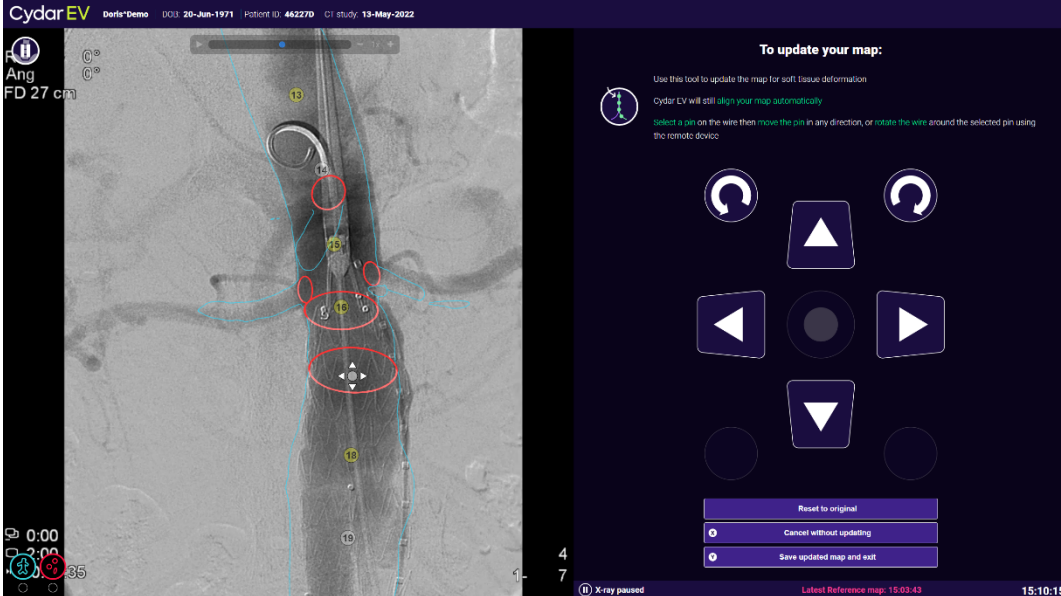 Cydar EV
Doris*Demo DOB: 20-Jun-1971 Patient ID: 46227D CT study: 13-May-2022
0°
Ang 0°
FD 27 cm
13
14
15
16
18
19
0:00
2:00
35
4
1- 7
To update your map:
Use this tool to update the map for soft tissue deformation
Cydar EV will still align your map automatically
Select a pin on the wire then move the pin in any direction, or rotate the wire around the selected pin using
the remote device
Reset to original
X Cancel without updating
Y Save updated map and exit
X-ray paused
Latest Reference map: 15:03:43